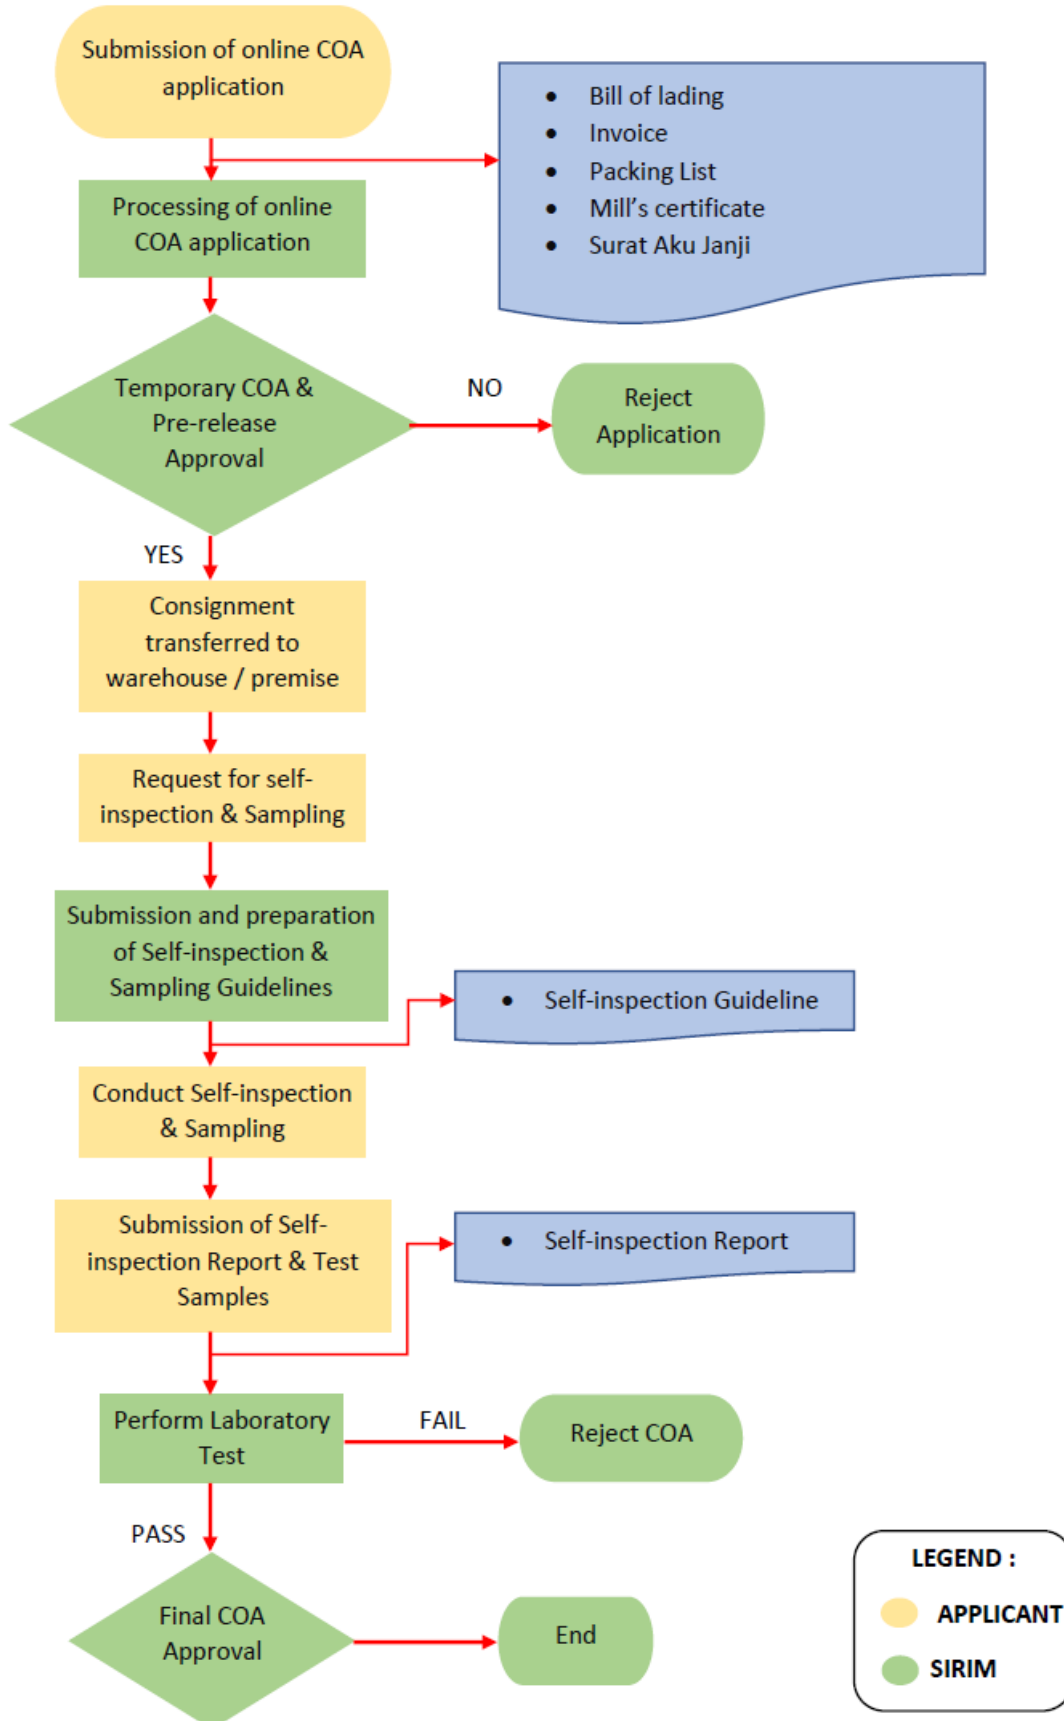 Submission of online COA
application
• Bill of lading
• Invoice
• Packing List
• Mill's certificate
• Surat Aku Janji
Processing of online
COA application
Temporary COA &
Pre-release
Approval
NO
Reject
Application
YES
Consignment
transferred to
warehouse / premise
Request for self-
inspection & Sampling
Submission and preparation
of Self-inspection &
Sampling Guidelines
• Self-inspection Guideline
Conduct Self-inspection
& Sampling
Submission of Self-
inspection Report & Test
Samples
• Self-inspection Report
Perform Laboratory
Test
FAIL
Reject COA
PASS
Final COA
Approval
End
LEGEND :
APPLICANT
SIRIM